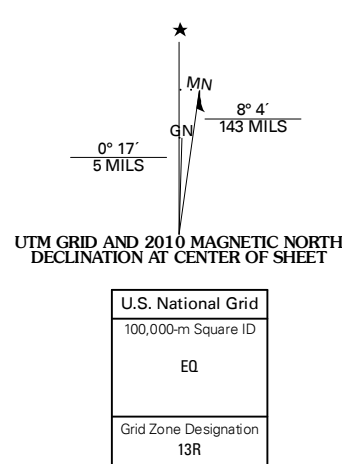 ★
MN
GN
8° 4´
143 MILS
0° 17´
5 MILS
UTM GRID AND 2010 MAGNETIC NORTH
DECLINATION AT CENTER OF SHEET
U.S. National Grid
100,000-m Square ID
EQ
Grid Zone Designation
13R